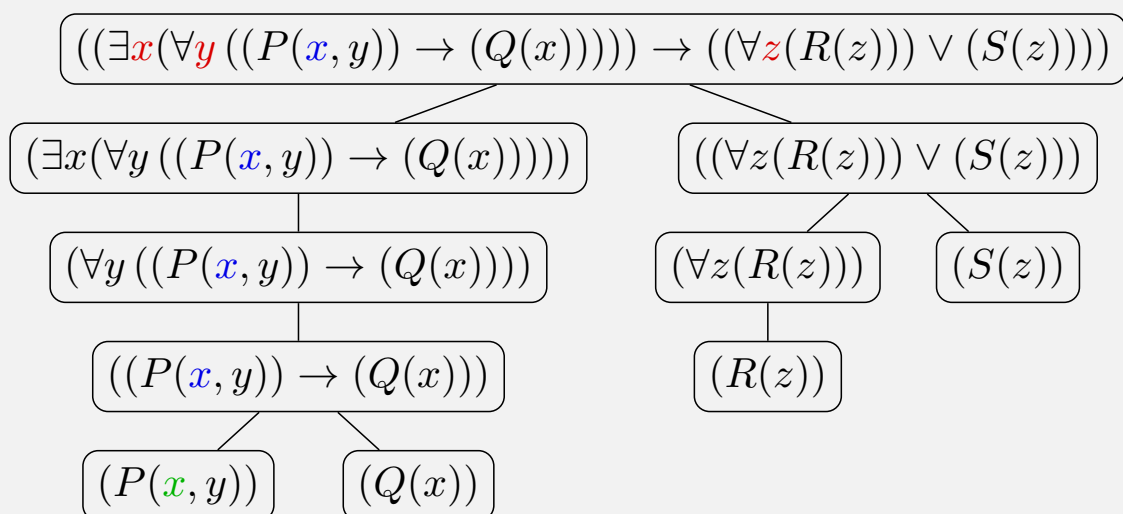 ((∃x(∀y ((P(x, y)) → (Q(x))))) → ((∀z(R(z))) ∨ (S(z))))
(∃x(∀y ((P(x, y)) → (Q(x)))))
((∀z(R(z))) ∨ (S(z)))
(∀y ((P(x, y)) → (Q(x))))
(∀z(R(z)))
(S(z))
((P(x, y)) → (Q(x)))
(R(z))
(P(x, y))
(Q(x))